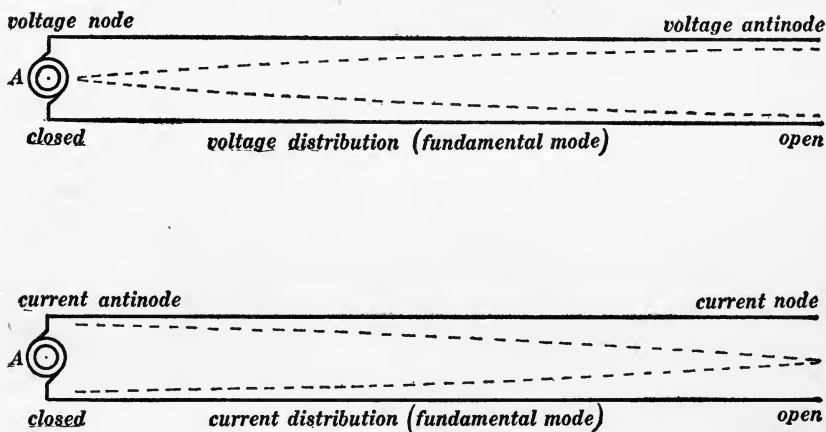 voltage node voltage antinode
A
closed voltage distribution (fundamental mode) open
current antinode current node
A
closed current distribution (fundamental mode) open